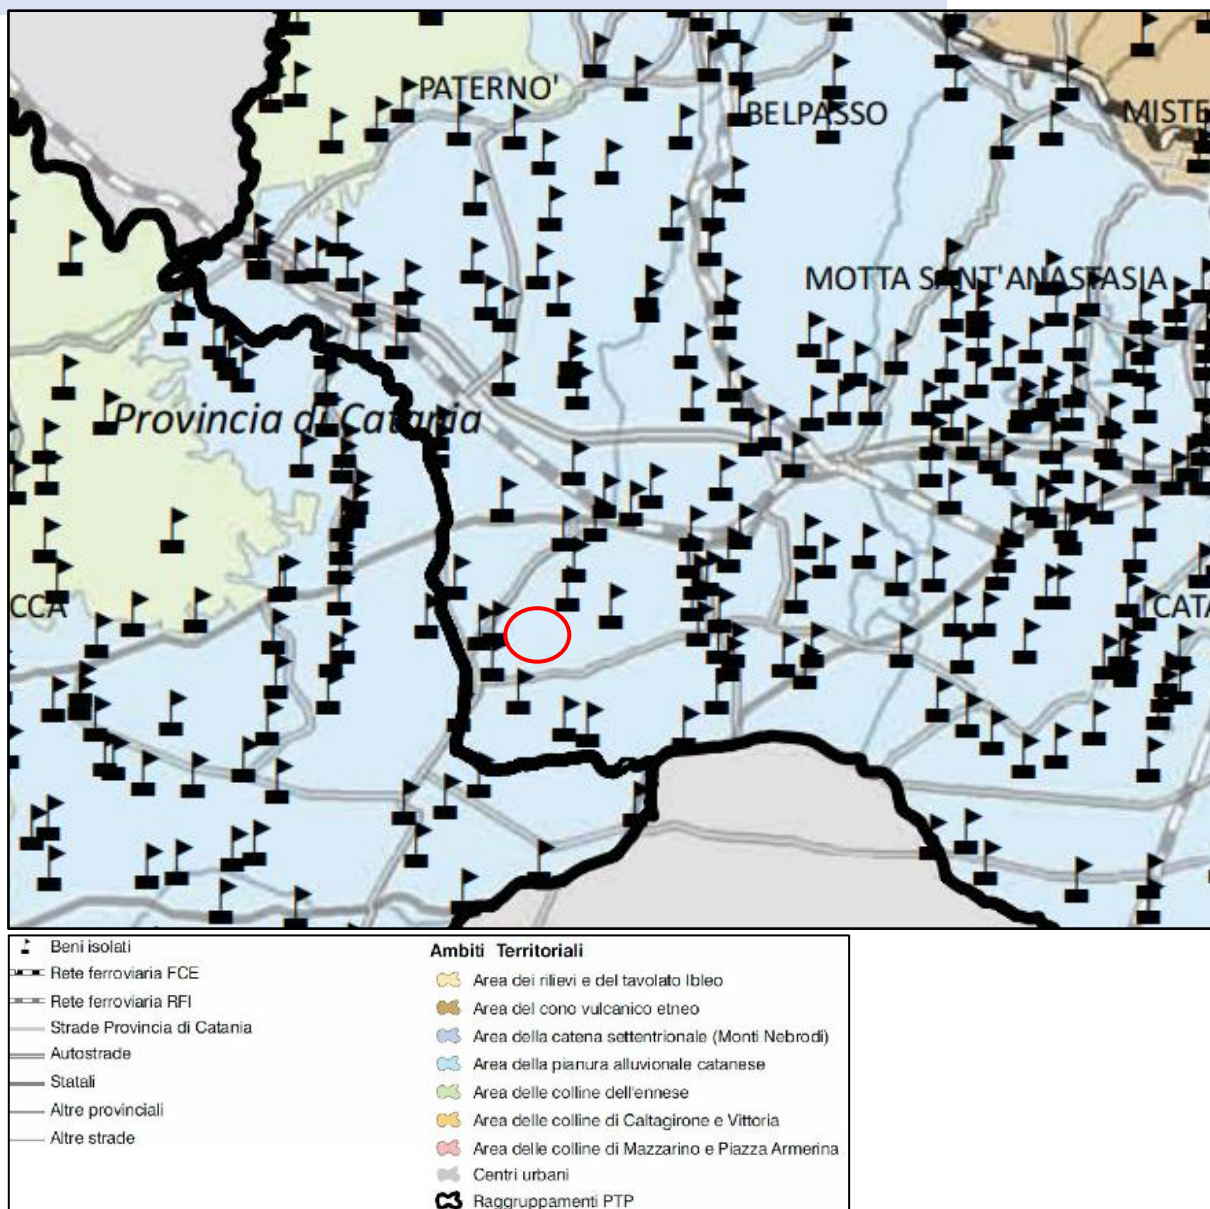 PATERNO'
BELPASSO
MISTE
MOTTA SANT'ANASTASIA
Provincia di Catania
CCA
CATA
Beni isolati
Rete ferroviaria FCE
Rete ferroviaria RFI
Strade Provincia di Catania
Autostrade
Statali
Altre provinciali
Altre strade
Ambiti Territoriali
Area dei rilievi e del tavolato Ibleo
Area del cono vulcanico etneo
Area della catena settentrionale (Monti Nebrodi)
Area della pianura alluvionale catanese
Area delle colline dell'ennese
Area delle colline di Caltagirone e Vittoria
Area delle colline di Mazzarino e Piazza Armerina
Centri urbani
Raggruppamenti PTP